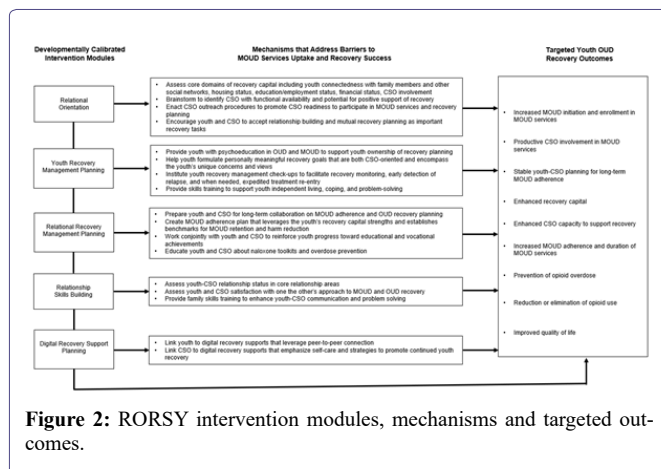 Developmentally Calibrated
Intervention Modules
Mechanisms that Address Barriers to
MOUD Services Uptake and Recovery Success
Targeted Youth OUD
Recovery Outcomes
Relational
Orientation
• Assess core domains of recovery capital including youth connectedness with family members and other
social networks, housing status, education/employment status, financial status, CSO involvement
• Brainstorm to identify CSO with functional availability and potential for positive support of recovery
• Enact CSO outreach procedures to promote CSO readiness to participate in MOUD services and recovery
planning
• Encourage youth and CSO to accept relationship building and mutual recovery planning as important
recovery tasks
Youth Recovery
Management Planning
• Provide youth with psychoeducation in OUD and MOUD to support youth ownership of recovery planning
• Help youth formulate personally meaningful recovery goals that are both CSO-oriented and encompass
the youth's unique concerns and views
• Institute youth recovery management check-ups to facilitate recovery monitoring, early detection of
relapse, and when needed, expedited treatment re-entry
• Provide skills training to support youth independent living, coping, and problem-solving
Relational Recovery
Management Planning
• Prepare youth and CSO for long-term collaboration on MOUD adherence and OUD recovery planning
• Create MOUD adherence plan that leverages the youth's recovery capital strengths and establishes
benchmarks for MOUD retention and harm reduction
• Work conjointly with youth and CSO to reinforce youth progress toward educational and vocational
achievements
• Educate youth and CSO about naloxone toolkits and overdose prevention
Relationship
Skills Building
• Assess youth-CSO relationship status in core relationship areas
• Assess youth and CSO satisfaction with one the other's approach to MOUD and OUD recovery
• Provide family skills training to enhance youth-CSO communication and problem solving
Digital Recovery Support
Planning
• Link youth to digital recovery supports that leverage peer-to-peer connection
• Link CSO to digital recovery supports that emphasize self-care and strategies to promote continued youth
recovery
• Increased MOUD initiation and enrollment in
MOUD services
• Productive CSO involvement in MOUD
services
• Stable youth-CSO planning for long-term
MOUD adherence
• Enhanced recovery capital
• Enhanced CSO capacity to support recovery
• Increased MOUD adherence and duration of
MOUD services
• Prevention of opioid overdose
• Reduction or elimination of opioid use
• Improved quality of life
Figure 2: RORSY intervention modules, mechanisms and targeted out-
comes.